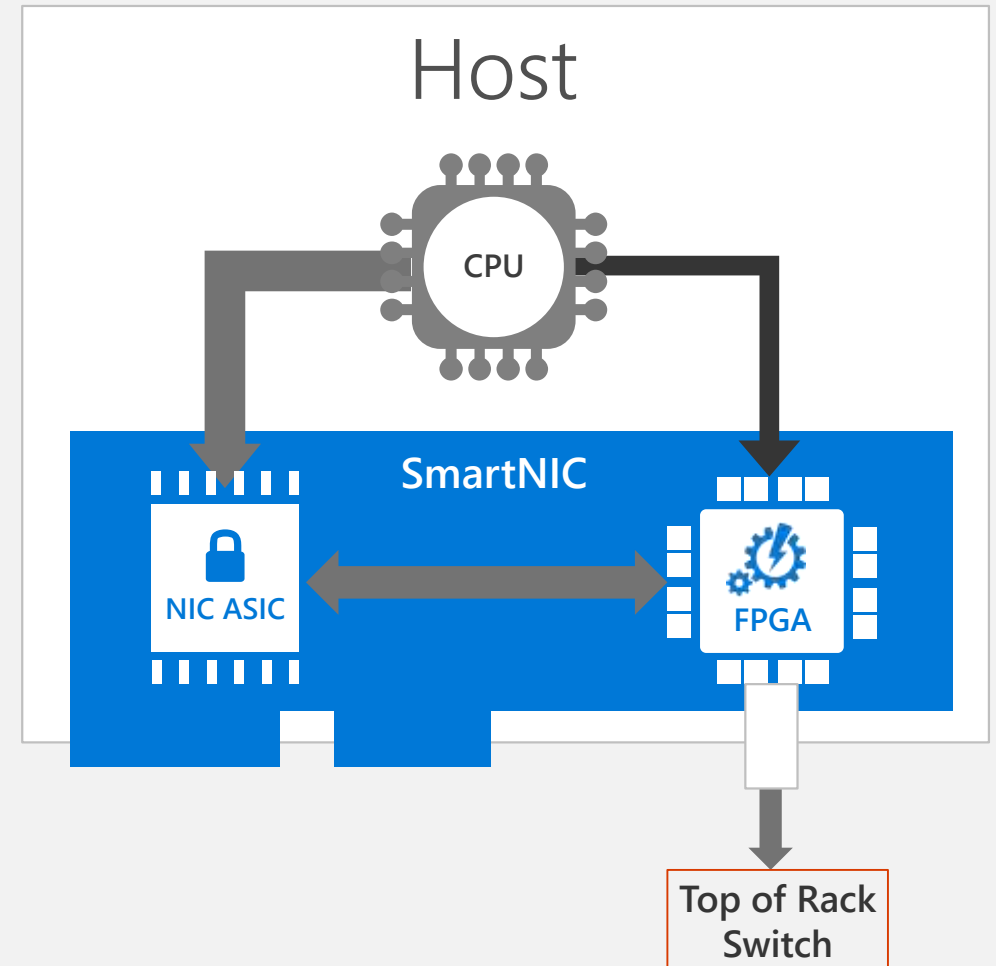 Host
CPU
SmartNIC
NIC ASIC
FPGA
Top of Rack
Switch